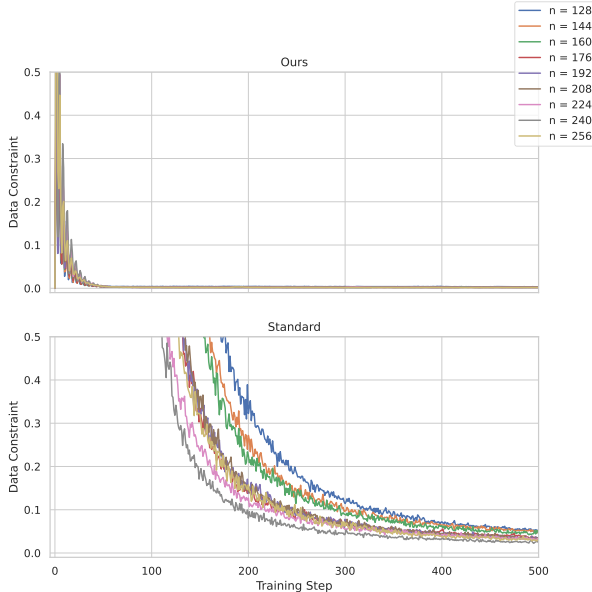 n = 128
n = 144
n = 160
n = 176
n = 192
n = 208
n = 224
n = 240
n = 256
Ours
Data Constraint
0.5
0.4
0.3
0.2
0.1
0.0
Standard
Data Constraint
0.5
0.4
0.3
0.2
0.1
0.0
0 100 200 300 400 500
Training Step